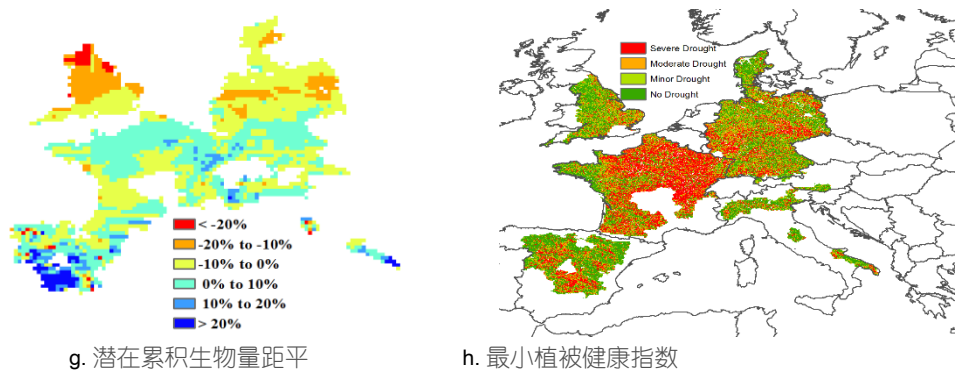 Severe Drought
Moderate Drought
Minor Drought
No Drought
< -20%
-20% to -10%
-10% to 0%
0% to 10%
10% to 20%
> 20%
g. 潜在累积生物量距平
h. 最小植被健康指数